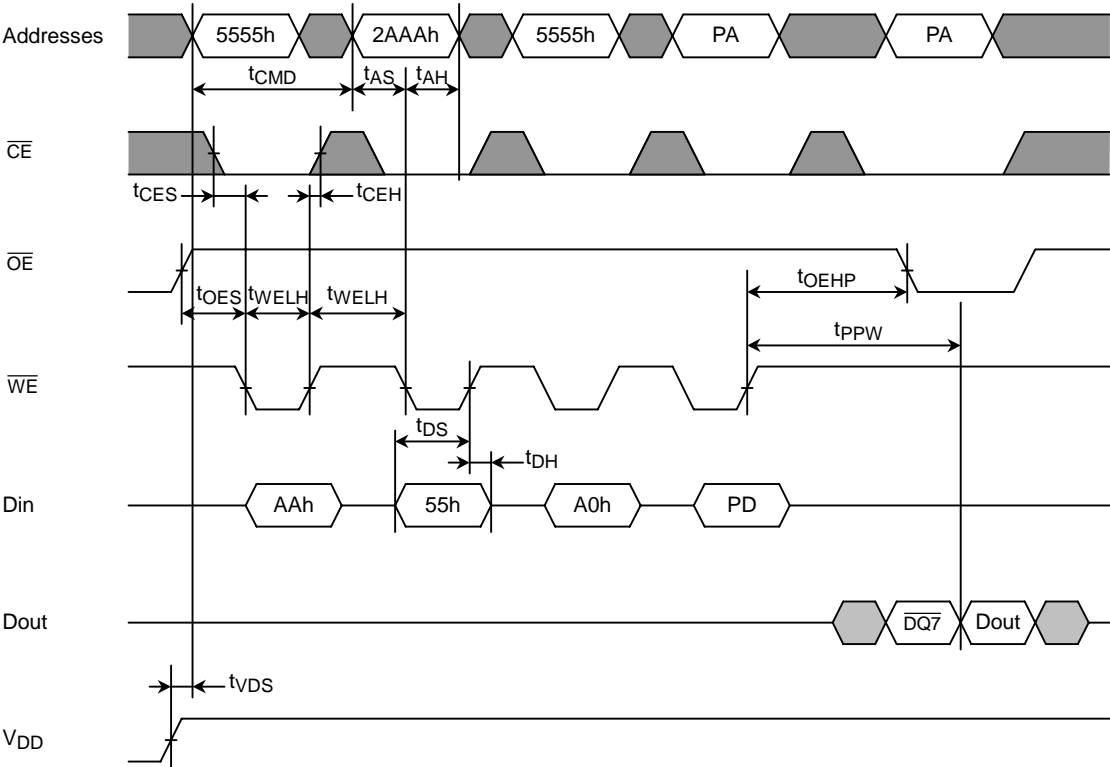 Addresses 5555h 2AAAh 5555h PA PA
tCMD tAS tAH
CE
tCES tCEH
OE
tOES tWELH tWELH tOEHP
tPPW
WE
tDS
tDH
Din AAh 55h A0h PD
Dout DQ7 Dout
tVDS
VDD